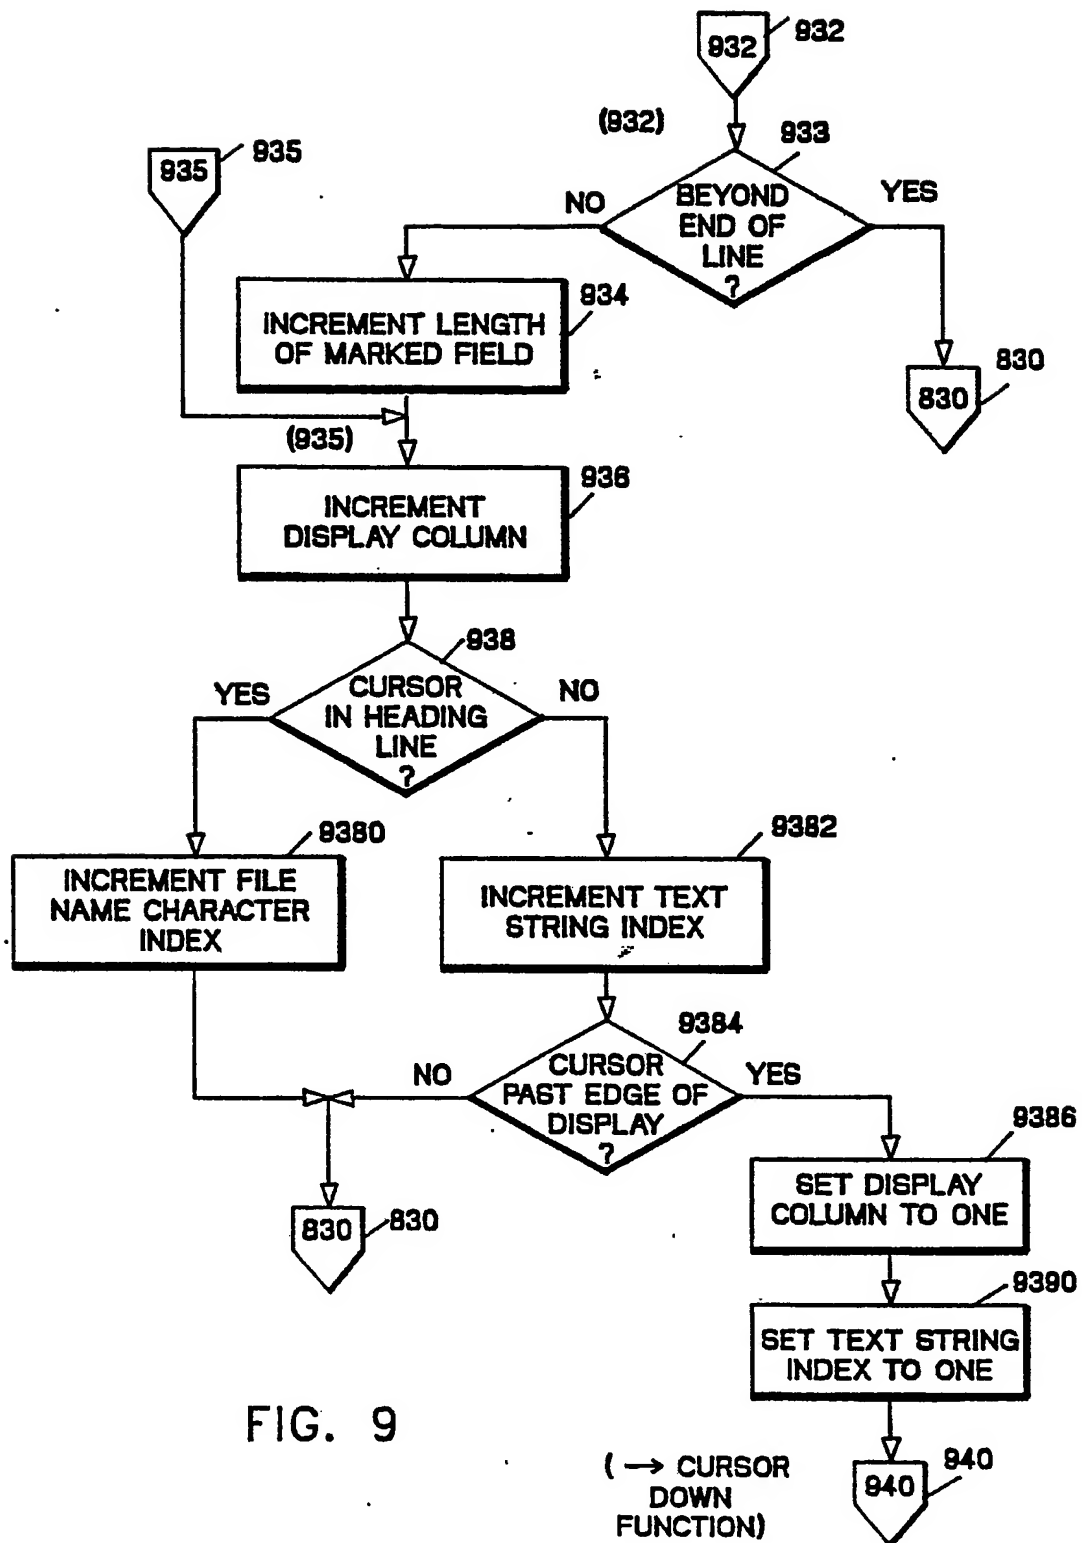 932
932
(932)
933
935
935
NO
YES
BEYOND
END OF
LINE
?
934
INCREMENT LENGTH
OF MARKED FIELD
830
830
(935)
936
INCREMENT
DISPLAY COLUMN
938
YES
NO
CURSOR
IN HEADING
LINE
?
9380
INCREMENT FILE
NAME CHARACTER
INDEX
9382
INCREMENT TEXT
STRING INDEX
9384
NO
YES
CURSOR
PAST EDGE OF
DISPLAY
?
9386
SET DISPLAY
COLUMN TO ONE
830
830
9390
SET TEXT STRING
INDEX TO ONE
FIG. 9
(→ CURSOR
DOWN
FUNCTION)
940
940